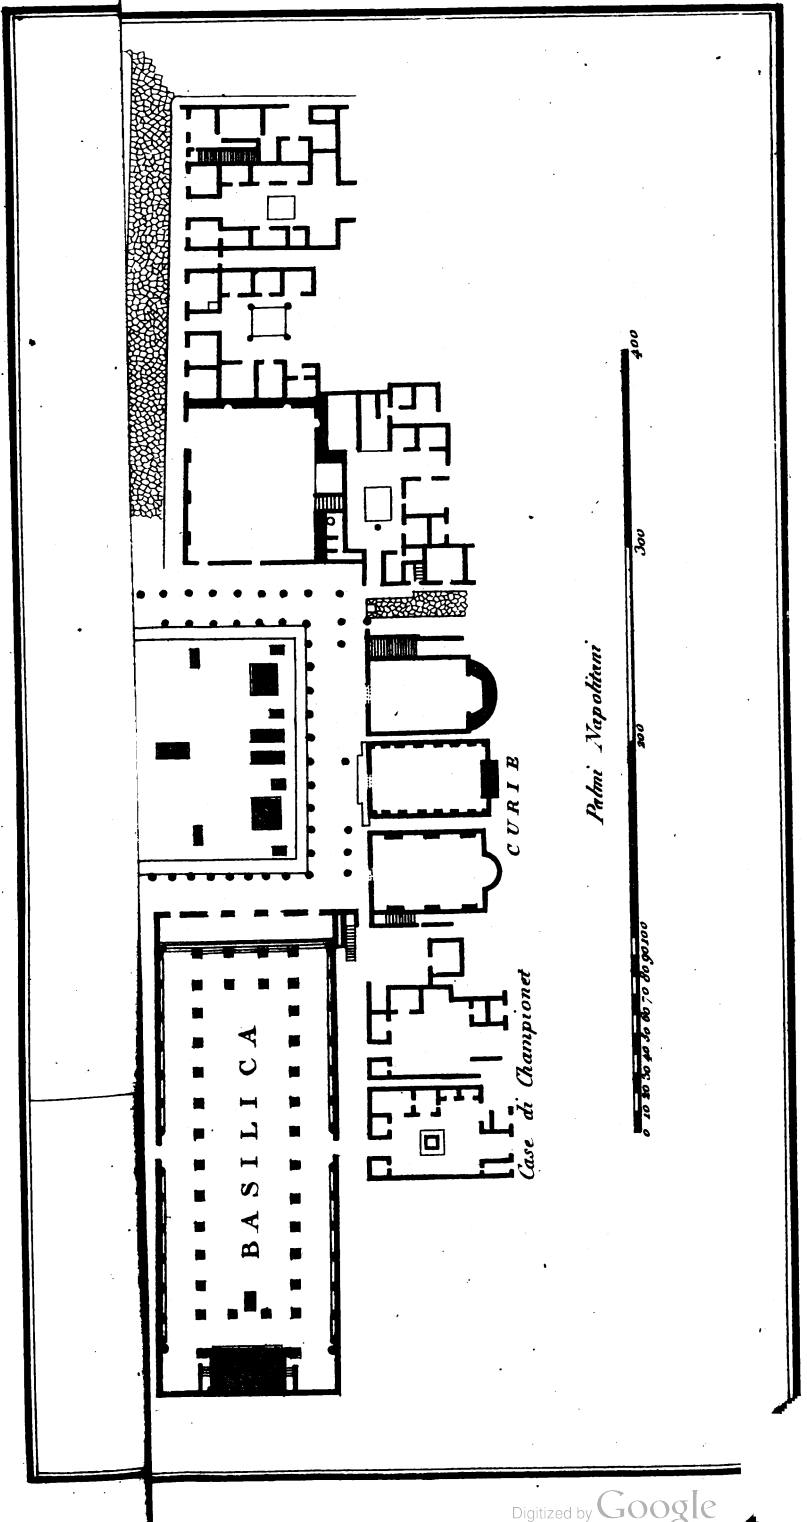 BASILICA
CURIE
Case di Championet
Palmi Napolitani
0 10 20 30 40 50 60 70 80 90 100
200
300
400
Digitized by Google